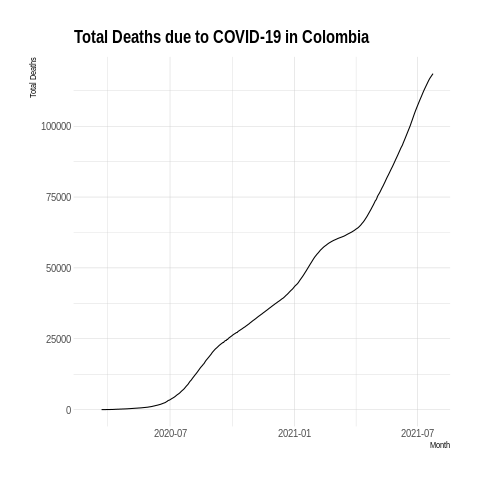 Total Deaths due to COVID-19 in Colombia
Total Deaths
100000
75000
50000
25000
0
2020-07 2021-01 2021-07
Month